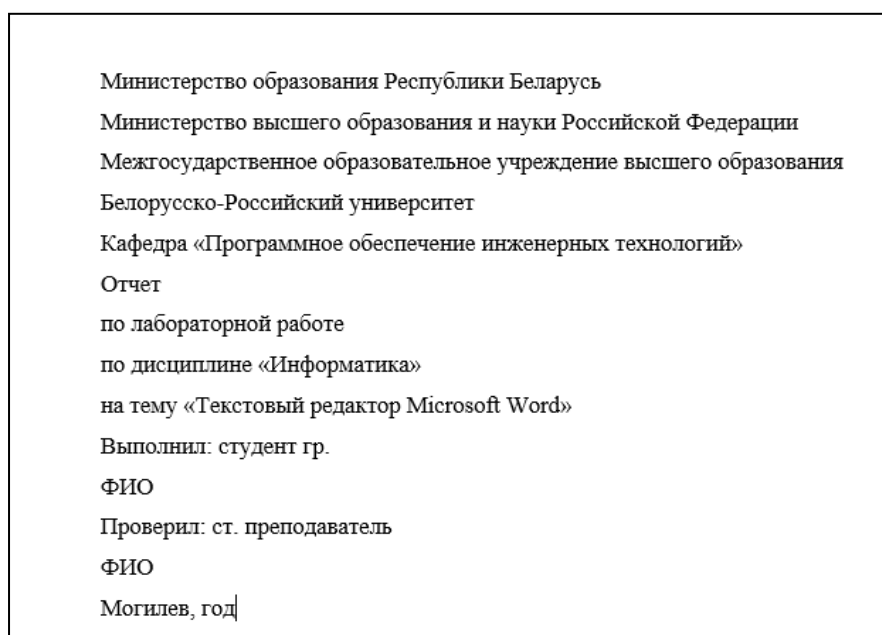 Министерство образования Республики Беларусь
Министерство высшего образования и науки Российской Федерации
Межгосударственное образовательное учреждение высшего образования
Белорусско-Российский университет
Кафедра «Программное обеспечение инженерных технологий»
Отчет
по лабораторной работе
по дисциплине «Информатика»
на тему «Текстовый редактор Microsoft Word»
Выполнил: студент гр.
ФИО
Проверил: ст. преподаватель
ФИО
Могилев, год